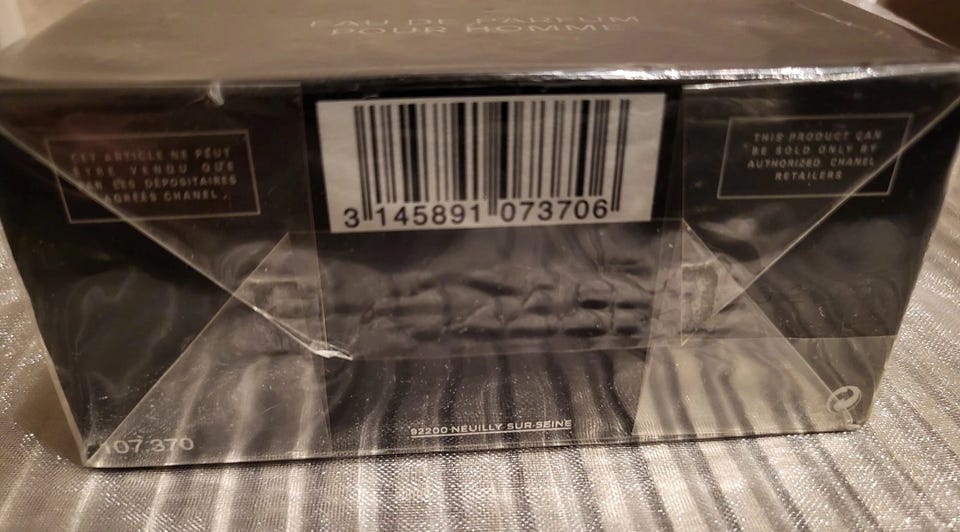 EAU DE PARFUM
POUR HOMME
CET ARTICLE NE PEUT
ÊTRE VENDU QUE
PAR LES DÉPOSITAIRES
AGRÉÉS CHANEL.
THIS PRODUCT CAN
BE SOLD ONLY BY
AUTHORIZED CHANEL
RETAILERS
3 145891 073706
107.370
92200 NEUILLY-SUR-SEINE